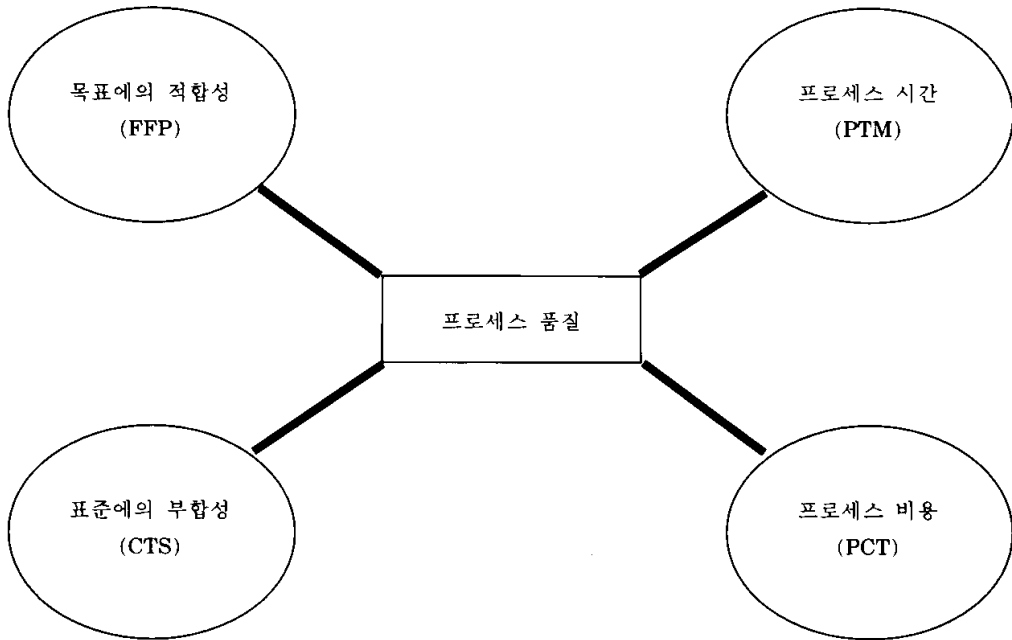 목표에의 적합성
(FFP)
프로세스 시간
(PTM)
프로세스 품질
표준에의 부합성
(CTS)
프로세스 비용
(PCT)